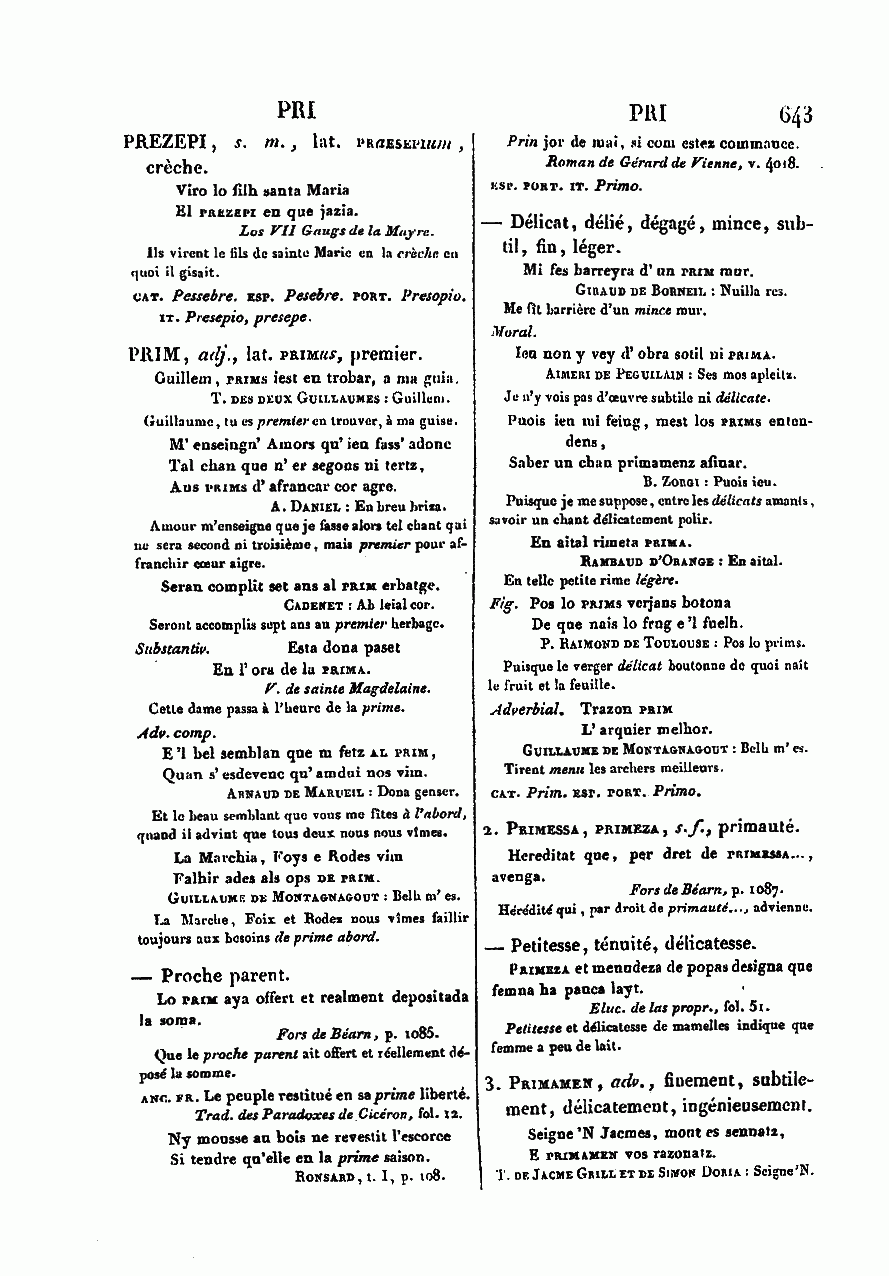 PRI
PREZEPI, s. m., lat. PRAESEPIUM,
crèche.
Viro lo filh santa Maria
El PREZEPI en que jazia.
Los VII Gaugs de la Mayre.
Ils virent le fils de sainte Marie en la crèche en
quoi il gisait.
CAT. Pessebre. ESP. Pesebre. PORT. Presopio.
IT. Presepio, presepe.
PRIM, adj., lat. PRIMUS, premier.
Guillem, PRIMS iest en trobar, a ma guia.
T. DES DEUX GUILLAUMES : Guillem.
Guillaume, tu es premier en trouver, à ma guise.
M' enseingn' Amors qu' ieu fass' adonc
Tal chan que n' er segons ni tertz,
Ans PRIMS d' afrancar cor agre.
A. DANIEL : En breu briza.
Amour m'enseigne que je fasse alors tel chant qui
ne sera second ni troisième, mais premier pour af-
franchir cœur aigre.
Seran complit set ans al PRIM erbatge.
CADENET : Ab leial cor.
Seront accomplis sept ans au premier herbage.
Substantiv. Esta dona paset
En l' ora de la PRIMA.
V. de sainte Magdelaine.
Cette dame passa à l'heure de la prime.
Adv. comp.
E 'l bel semblan que m fetz AL PRIM,
Quan s' esdevenc qu' amdui nos vim.
ARNAUD DE MARUEIL : Dona genser.
Et le beau semblant que vous me fîtes à l'abord,
quand il advint que tous deux nous nous vîmes.
La Marchia, Foys e Rodes vim
Falhir ades als ops DE PRIM.
GUILLAUME DE MONTAGNAGOUT : Belh m' es.
La Marche, Foix et Rodez nous vîmes faillir
toujours aux besoins de prime abord.
— Proche parent.
Lo PRIM aya offert et realment depositada
la soma.
Fors de Béarn, p. 1085.
Que le proche parent ait offert et réellement dé-
posé la somme.
ANC. FR. Le peuple restitué en sa prime liberté.
Trad. des Paradoxes de Cicéron, fol. 12.
Ny mousse au bois ne revestit l'escorce
Si tendre qu'elle en la prime saison.
RONSARD, t. I, p. 108.
PRI 643
Prin jor de mai, si com estez commance.
Roman de Gérard de Vienne, v. 4018.
ESP. PORT. IT. Primo.
— Délicat, délié, dégagé, mince, sub-
til, fin, léger.
Mi fes barreyra d' un PRIM mur.
GIRAUD DE BORNEIL : Nuilla res.
Me fit barrière d'un mince mur.
Moral.
Ieu non y vey d' obra sotil ni PRIMA.
AIMERI DE PEGUILAIN : Ses mos apleitz.
Je n'y vois pas d'œuvre subtile ni délicate.
Puois ieu mi feing, mest los PRIMS enten-
dens,
Saber un chan primamenz afinar.
B. ZORGI : Puois ieu.
Puisque je me suppose, entre les délicats amants,
savoir un chant délicatement polir.
En aital rimeta PRIMA.
RAMBAUD D'ORANGE : En aital.
En telle petite rime légère.
Fig. Pos lo PRIMS verjans botona
De que nais lo frug e 'l fuelh.
P. RAIMOND DE TOULOUSE : Pos lo prims.
Puisque le verger délicat boutonne de quoi naît
le fruit et la feuille.
Adverbial. Trazon PRIM
L' arquier melhor.
GUILLAUME DE MONTAGNAGOUT : Belh m' es.
Tirent menu les archers meilleurs.
CAT. Prim. ESP. PORT. Primo.
2. PRIMESSA, PRIMEZA, s. f., primauté.
Hereditat que, per dret de PRIMESSA...,
avenga.
Fors de Béarn, p. 1087.
Hérédité qui, par droit de primauté..., advienne.
— Petitesse, ténuité, délicatesse.
PRIMEZA et menudeza de popas designa que
femna ha pauca layt.
Eluc. de las propr., fol. 51.
Petitesse et délicatesse de mamelles indique que
femme a peu de lait.
3. PRIMAMEN, adv., finement, subtile-
ment, délicatement, ingénieusement.
Seigne 'N Jacmes, mout es sennatz,
E PRIMAMEN vos razonatz.
T. DE JACME GRILL ET DE SIMON DORIA : Seigne 'N.